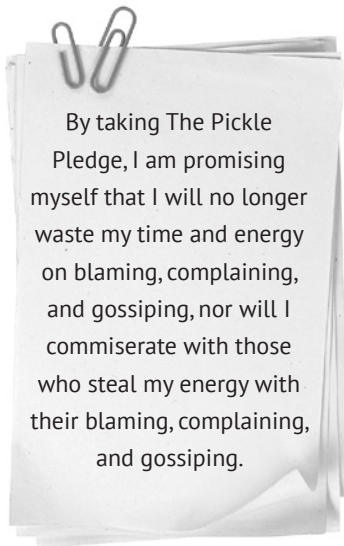 By taking The Pickle
Pledge, I am promising
myself that I will no longer
waste my time and energy
on blaming, complaining,
and gossiping, nor will I
commiserate with those
who steal my energy with
their blaming, complaining,
and gossiping.